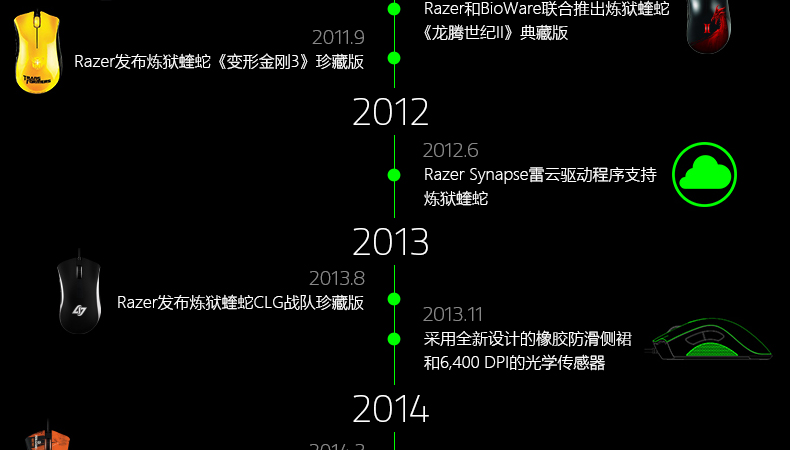 Razer和BioWare联合推出炼狱蝰蛇
《龙腾世纪II》典藏版
2011.9
Razer发布炼狱蝰蛇《变形金刚3》珍藏版
TRANSFORMERS
2012
2012.6
Razer Synapse雷云驱动程序支持
炼狱蝰蛇
2013
2013.8
Razer发布炼狱蝰蛇CLG战队珍藏版
2013.11
采用全新设计的橡胶防滑侧裙
和6,400 DPI的光学传感器
2014